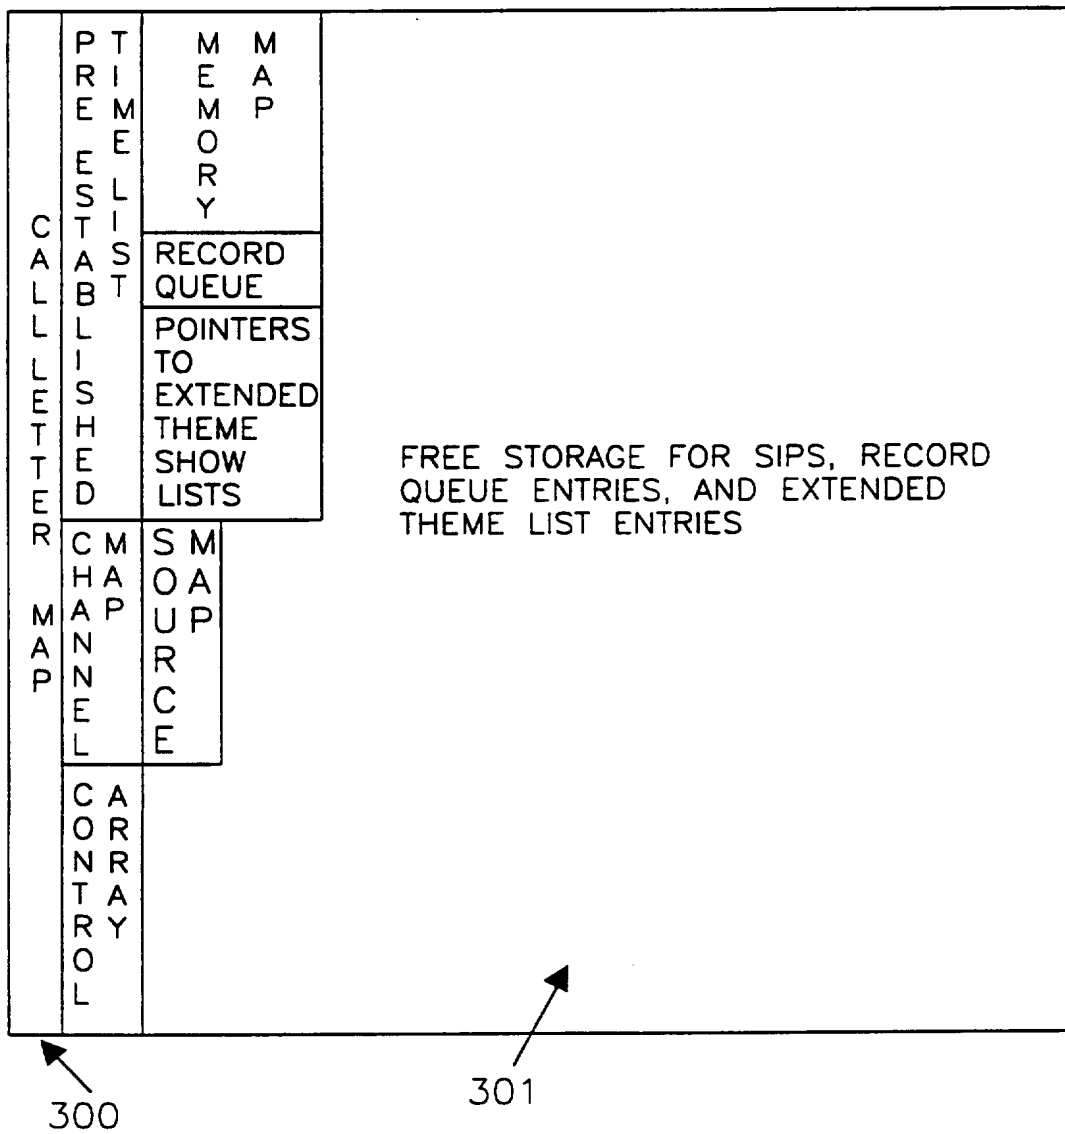 CALL LETTER MAP
PRE ESTABLISHED
TIME LIST
MEMORY
MAP
RECORD
QUEUE
POINTERS
TO
EXTENDED
THEME
SHOW
LISTS
CHANNEL
MAP
SOURCE
MAP
CONTROL
ARRAY
FREE STORAGE FOR SIPS, RECORD
QUEUE ENTRIES, AND EXTENDED
THEME LIST ENTRIES
300
301